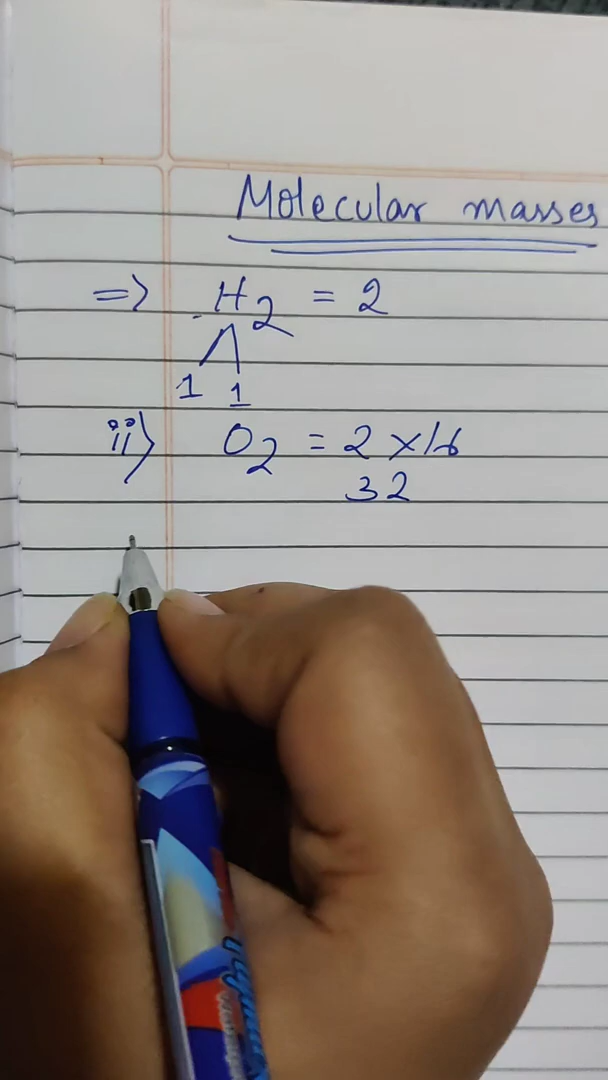 Molecular masses
=> H2 = 2
1 1
ii) O2 = 2 x 16
32